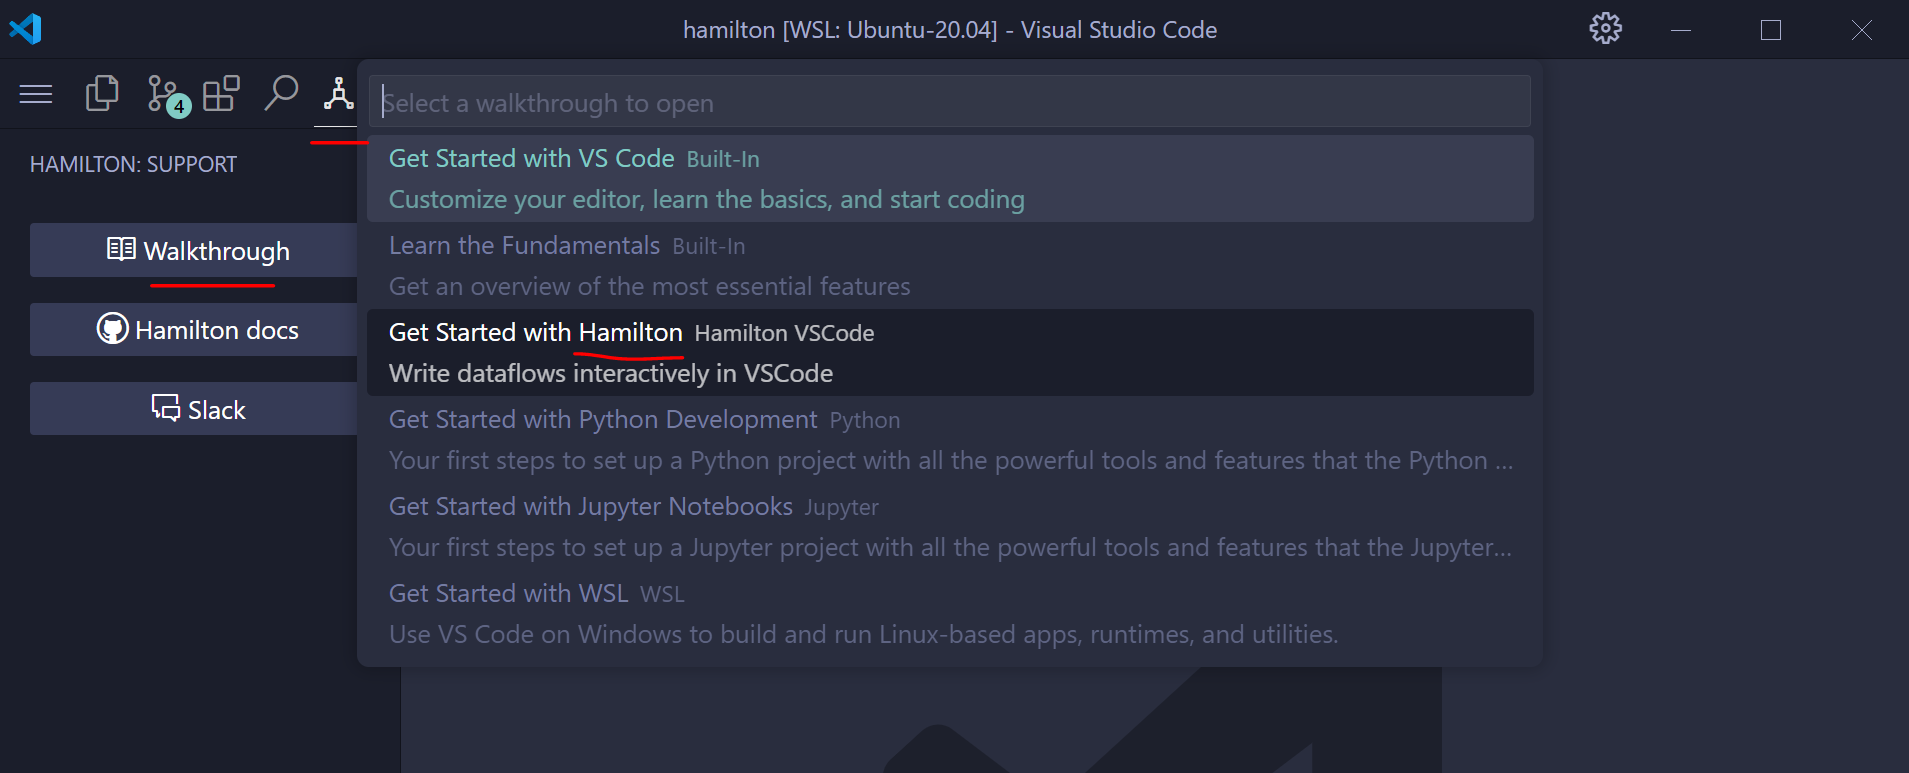 hamilton [WSL: Ubuntu-20.04] - Visual Studio Code
4
Select a walkthrough to open
HAMILTON: SUPPORT
Walkthrough
Hamilton docs
Slack
Get Started with VS Code Built-In
Customize your editor, learn the basics, and start coding
Learn the Fundamentals Built-In
Get an overview of the most essential features
Get Started with Hamilton Hamilton VSCode
Write dataflows interactively in VSCode
Get Started with Python Development Python
Your first steps to set up a Python project with all the powerful tools and features that the Python ...
Get Started with Jupyter Notebooks Jupyter
Your first steps to set up a Jupyter project with all the powerful tools and features that the Jupyter...
Get Started with WSL WSL
Use VS Code on Windows to build and run Linux-based apps, runtimes, and utilities.